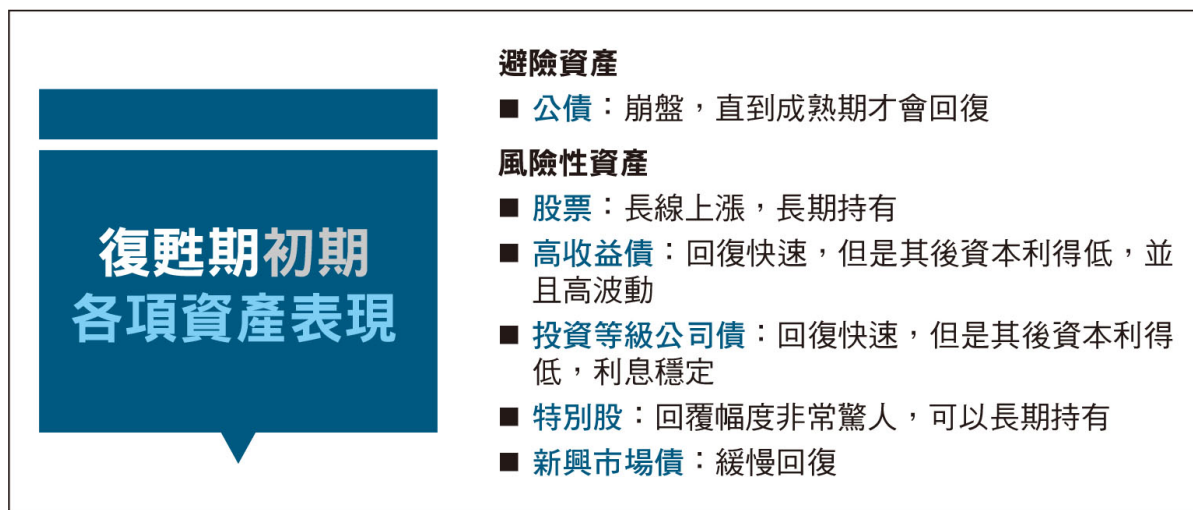 復甦期初期
各項資產表現
避險資產
■ 公債：崩盤，直到成熟期才會回復
風險性資產
■ 股票：長線上漲，長期持有
■ 高收益債：回復快速，但是其後資本利得低，並
且高波動
■ 投資等級公司債：回復快速，但是其後資本利得
低，利息穩定
■ 特別股：回覆幅度非常驚人，可以長期持有
■ 新興市場債：緩慢回復